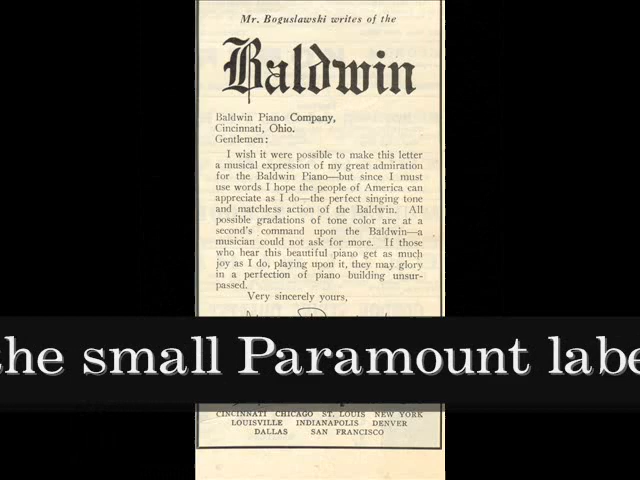 Mr. Boguslawski writes of the
Baldwin
Baldwin Piano Company,
Cincinnati, Ohio.
Gentlemen:
I wish it were possible to make this letter
a musical expression of my great admiration
for the Baldwin Piano—but since I must
use words I hope the people of America can
appreciate as I do—the perfect singing tone
and matchless action of the Baldwin. All
possible gradations of tone color are at a
second's command upon the Baldwin—a
musician could not ask for more. If those
who hear this beautiful piano get as much
joy as I do, playing upon it, they may glory
in a perfection of piano building unsur-
passed.
Very sincerely yours,
the small Paramount labe
CINCINNATI CHICAGO ST. LOUIS NEW YORK
LOUISVILLE INDIANAPOLIS DENVER
DALLAS SAN FRANCISCO